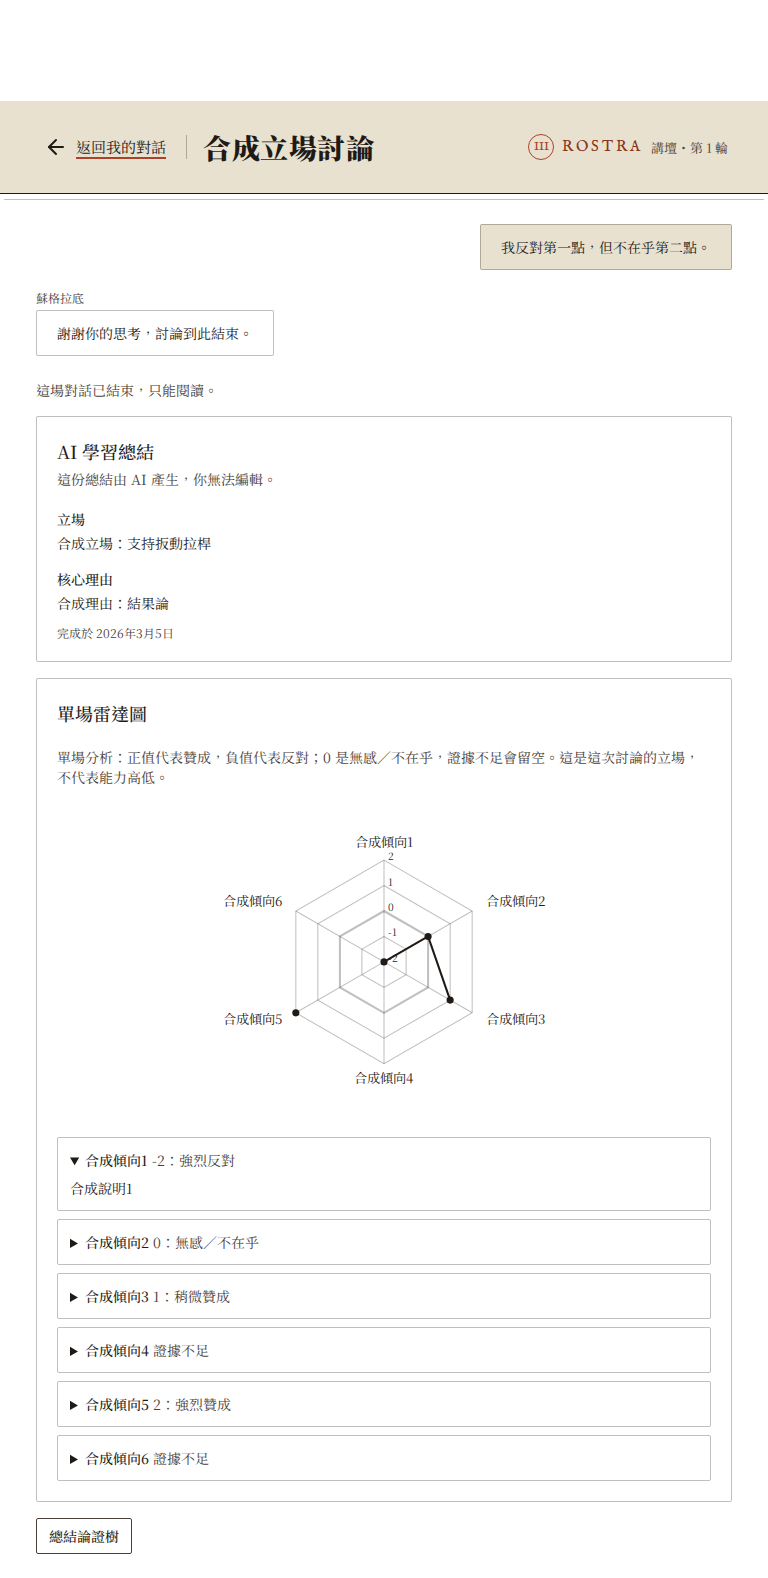 返回我的對話
合成立場討論
III ROSTRA 講壇・第 1 輪
我反對第一點，但不在乎第二點。
蘇格拉底
謝謝你的思考，討論到此結束。
這場對話已結束，只能閱讀。
AI 學習總結
這份總結由 AI 產生，你無法編輯。
立場
合成立場：支持扳動拉桿
核心理由
合成理由：結果論
完成於 2026年3月5日
單場雷達圖
單場分析：正值代表贊成，負值代表反對；0 是無感／不在乎，證據不足會留空。這是這次討論的立場，
不代表能力高低。
合成傾向1
2
1
0
-1
-2
合成傾向6
合成傾向2
合成傾向5
合成傾向3
合成傾向4
合成傾向1 -2：強烈反對
合成說明1
合成傾向2 0：無感／不在乎
合成傾向3 1：稍微贊成
合成傾向4 證據不足
合成傾向5 2：強烈贊成
合成傾向6 證據不足
總結論證樹